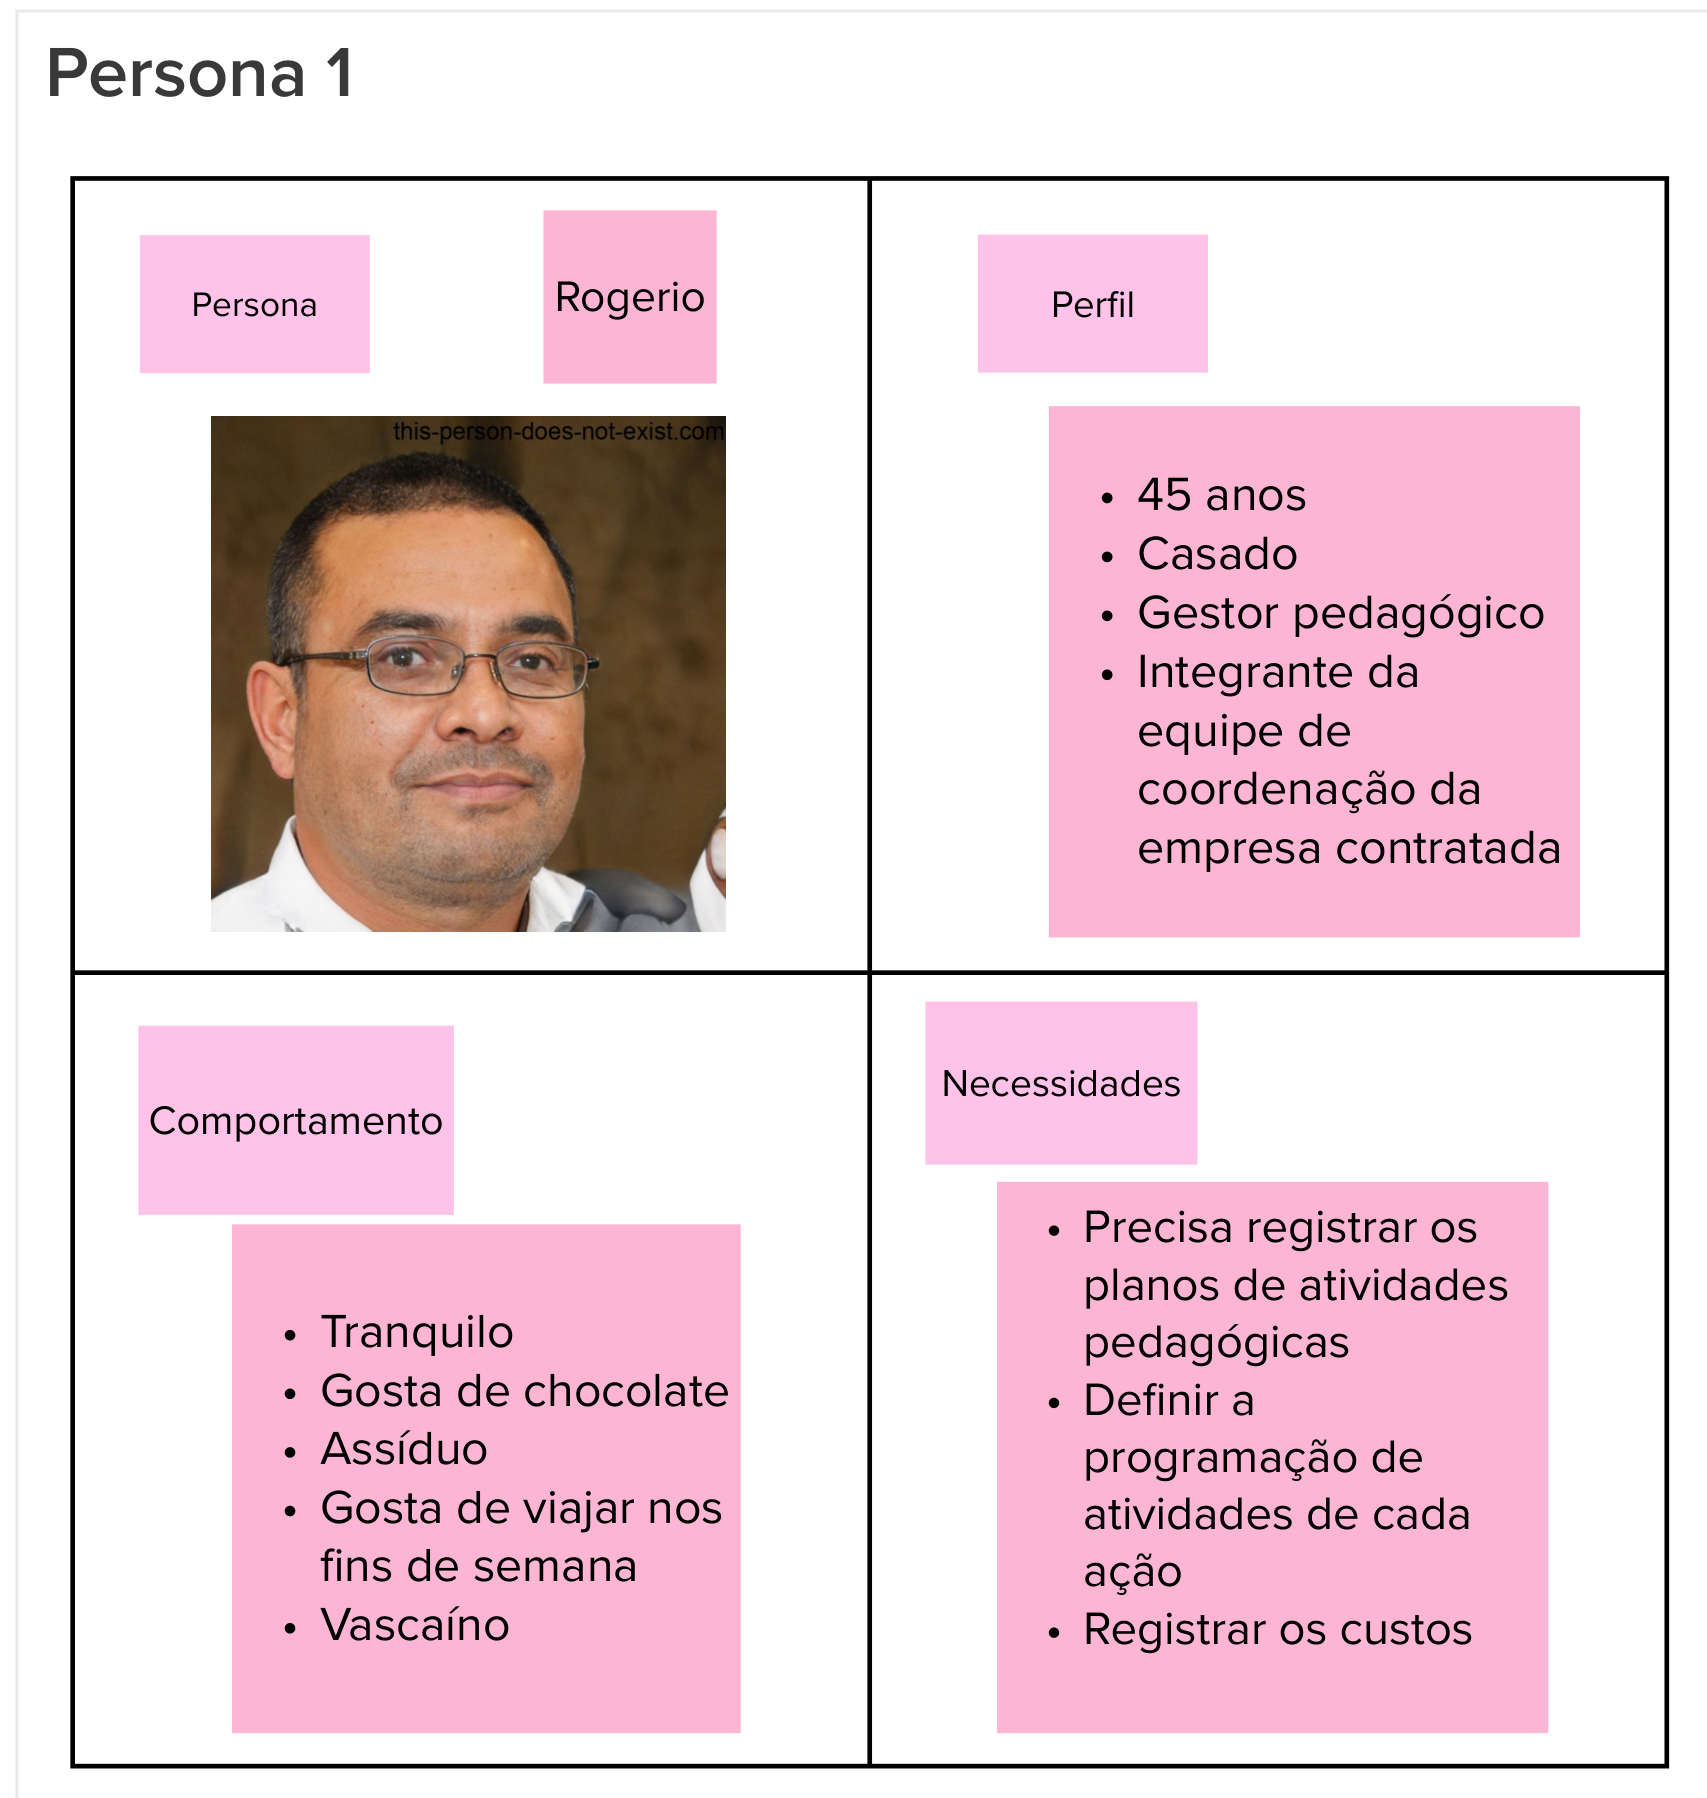 Persona 1
Persona
Rogerio
this-person-does-not-exist.com
Perfil
• 45 anos
• Casado
• Gestor pedagógico
• Integrante da
equipe de
coordenação da
empresa contratada
Comportamento
• Tranquilo
• Gosta de chocolate
• Assíduo
• Gosta de viajar nos
fins de semana
• Vascaíno
Necessidades
• Precisa registrar os
planos de atividades
pedagógicas
• Definir a
programação de
atividades de cada
ação
• Registrar os custos